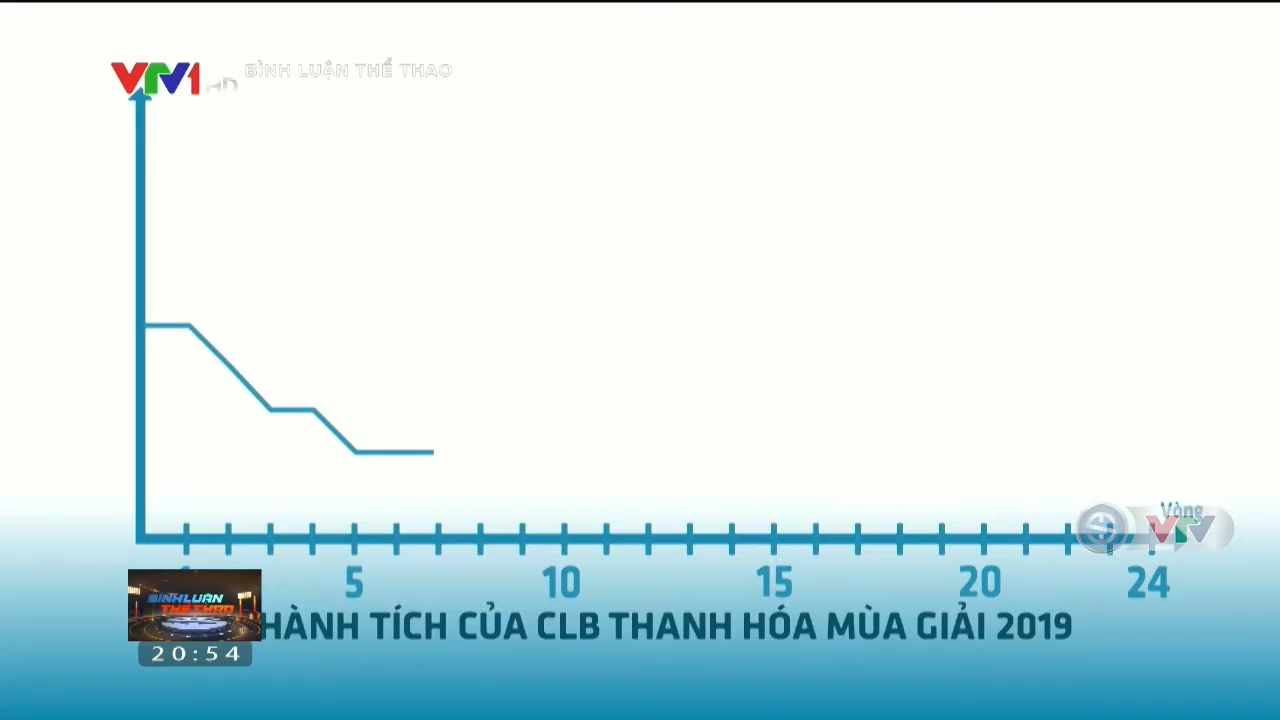 VTV1 HD BÌNH LUẬN THỂ THAO
Vòng
VTV
5 10 15 20 24
BÌNH LUẬN
THỂ THAO
HÀNH TÍCH CỦA CLB THANH HÓA MÙA GIẢI 2019
20:54